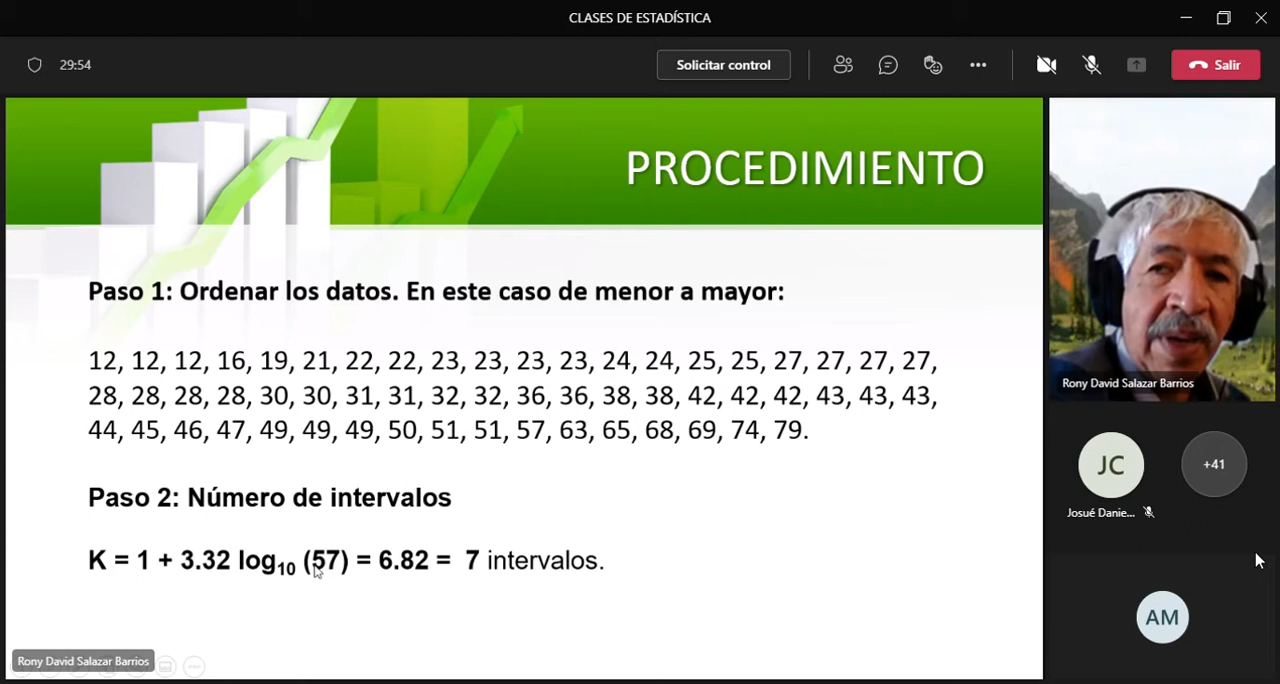 CLASES DE ESTADÍSTICA
29:54
Solicitar control
Salir
PROCEDIMIENTO
Paso 1: Ordenar los datos. En este caso de menor a mayor:
12, 12, 12, 16, 19, 21, 22, 22, 23, 23, 23, 23, 24, 24, 25, 25, 27, 27, 27, 27,
28, 28, 28, 28, 30, 30, 31, 31, 32, 32, 36, 36, 38, 38, 42, 42, 42, 43, 43, 43,
44, 45, 46, 47, 49, 49, 49, 50, 51, 51, 57, 63, 65, 68, 69, 74, 79.
Paso 2: Número de intervalos
K = 1 + 3.32 log10 (57) = 6.82 = 7 intervalos.
Rony David Salazar Barrios
Rony David Salazar Barrios
JC
+41
Josué Danie...
AM